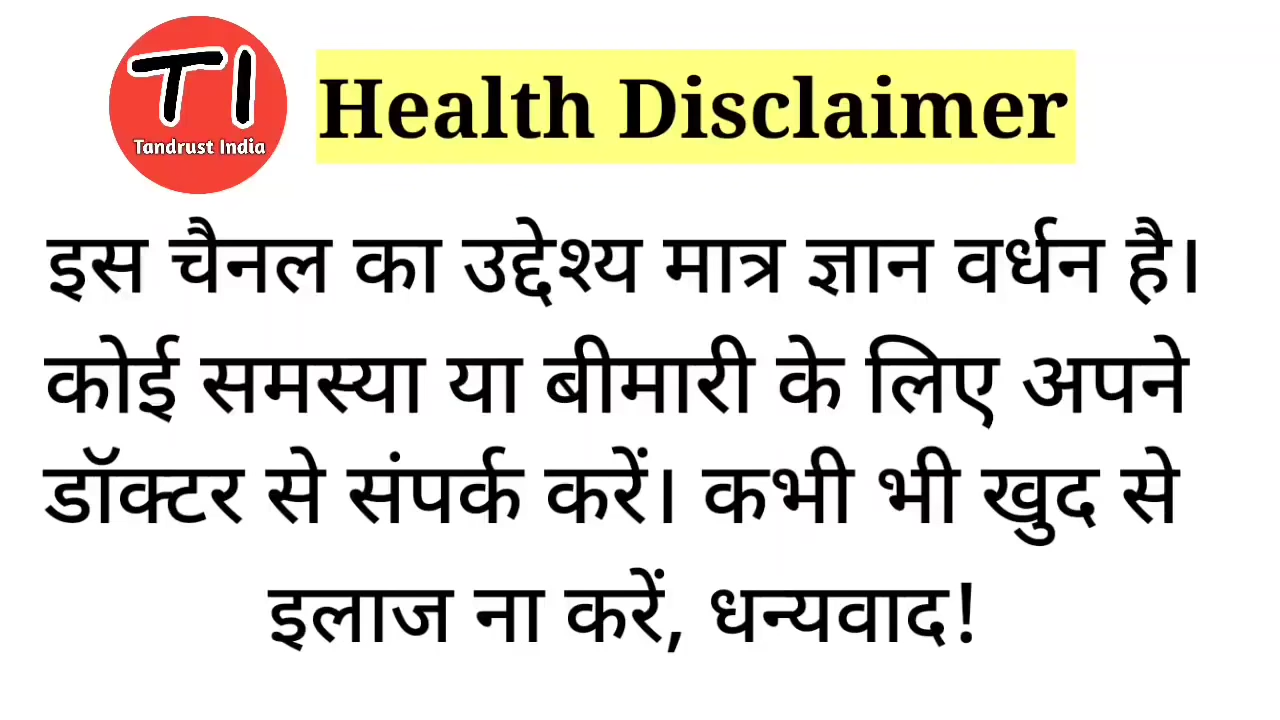 TI
Tandrust India
Health Disclaimer
इस चैनल का उद्देश्य मात्र ज्ञान वर्धन है।
कोई समस्या या बीमारी के लिए अपने
डॉक्टर से संपर्क करें। कभी भी खुद से
इलाज ना करें, धन्यवाद!